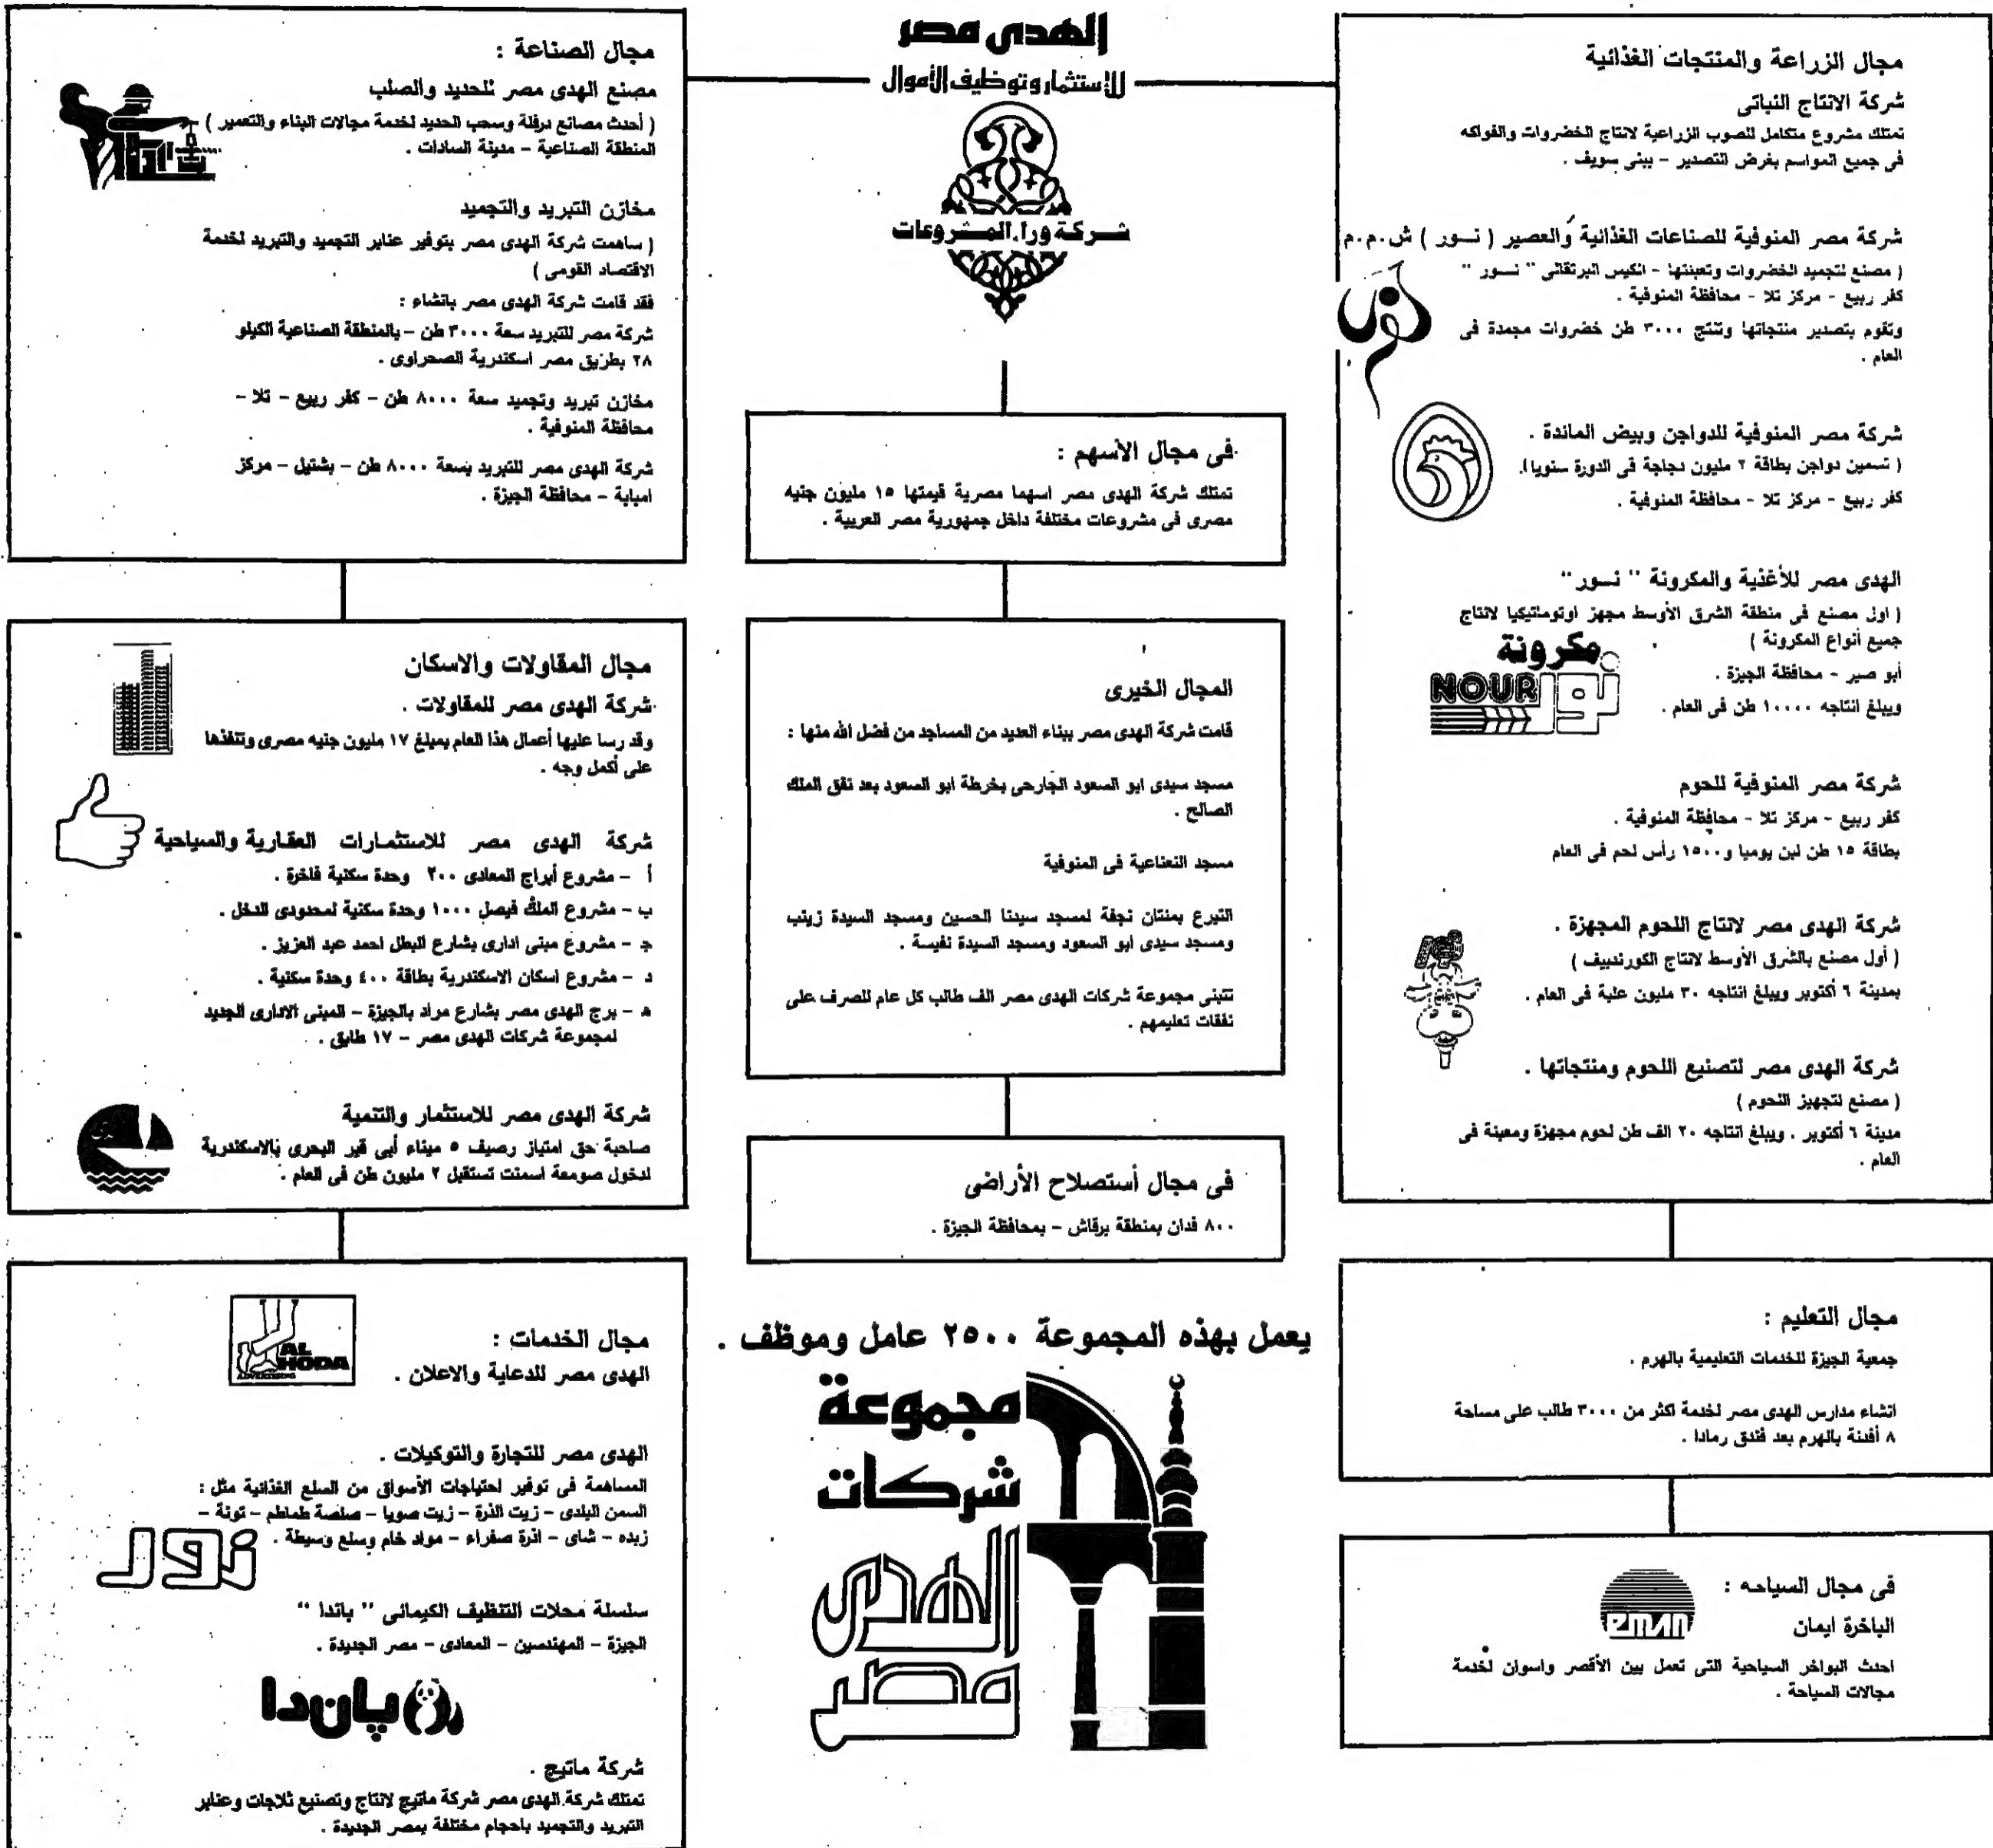 الهدى مصر
للإستثمار وتوظيف الأموال
شركة وراء المشروعات
مجال الزراعة والمنتجات الغذائية
شركة الانتاج النباتى
تمتلك مشروع متكامل للصوب الزراعية لانتاج الخضروات والفواكه
فى جميع المواسم بغرض التصدير – ببنى سويف .
شركة مصر المنوفية للصناعات الغذائية والعصير ( نسور ) ش.م.م
( مصنع لتجميد الخضروات وتعبئتها - الكيس البرتقالى " نسور "
كفر ربيع - مركز تلا - محافظة المنوفية .
وتقوم بتصدير منتجاتها وتنتج ٣٠٠٠ طن خضروات مجمدة فى
العام .
شركة مصر المنوفية للدواجن وبيض المائدة .
( تسمين دواجن بطاقة ٢ مليون دجاجة فى الدورة سنويا ).
كفر ربيع - مركز تلا - محافظة المنوفية .
الهدى مصر للأغذية والمكرونة " نسور "
( اول مصنع فى منطقة الشرق الأوسط مجهز اوتوماتيكيا لانتاج
جميع أنواع المكرونة )
أبو صير - محافظة الجيزة .
ويبلغ انتاجه ١٠٠٠٠ طن فى العام .
مكرونة
نور NOUR
شركة مصر المنوفية للحوم
كفر ربيع - مركز تلا - محافظة المنوفية .
بطاقة ١٥ طن لبن يوميا و١٥٠٠ رأس لحم فى العام
شركة الهدى مصر لانتاج اللحوم المجهزة .
( أول مصنع بالشرق الأوسط لانتاج الكورندبيف )
بمدينة ٦ أكتوبر ويبلغ انتاجه ٣٠ مليون علبة فى العام .
شركة الهدى مصر لتصنيع اللحوم ومنتجاتها .
( مصنع لتجهيز اللحوم )
مدينة ٦ أكتوبر . ويبلغ انتاجه ٢٠ الف طن لحوم مجهزة ومعبئة فى
العام .
مجال التعليم :
جمعية الجيزة للخدمات التعليمية بالهرم .
انشاء مدارس الهدى مصر لخدمة اكثر من ٣٠٠٠ طالب على مساحة
٨ أفدنة بالهرم بعد فندق رمادا .
فى مجال السياحه :
الباخرة ايمان
احدث البواخر السياحية التى تعمل بين الأقصر واسوان لخدمة
مجالات السياحة .
eman
فى مجال الأسهم :
تمتلك شركة الهدى مصر اسهما مصرية قيمتها ١٥ مليون جنيه
مصرى فى مشروعات مختلفة داخل جمهورية مصر العربية .
المجال الخيرى
قامت شركة الهدى مصر ببناء العديد من المساجد من فضل الله منها :
مسجد سيدى ابو السعود الجارحى بخرطة ابو السعود بعد نفق الملك
الصالح .
مسجد النعناعية فى المنوفية
التبرع بمئتان نجفة لمسجد سيدنا الحسين ومسجد السيدة زينب
ومسجد سيدى ابو السعود ومسجد السيدة نفيسة .
تتبنى مجموعة شركات الهدى مصر الف طالب كل عام للصرف على
نفقات تعليمهم .
فى مجال أستصلاح الأراضى
٨٠٠ فدان بمنطقة برقاش – بمحافظة الجيزة .
يعمل بهذه المجموعة ٢٥٠٠ عامل وموظف .
مجموعة
شركات
الهدى
مصر
مجال الصناعة :
مصنع الهدى مصر للحديد والصلب
( أحدث مصانع درفلة وسحب الحديد لخدمة مجالات البناء والتعمير )
المنطقة الصناعية – مدينة السادات .
مخازن التبريد والتجميد
( ساهمت شركة الهدى مصر بتوفير عنابر التجميد والتبريد لخدمة
الاقتصاد القومى )
فقد قامت شركة الهدى مصر بانشاء :
شركة مصر للتبريد سعة ٣٠٠٠ طن – بالمنطقة الصناعية الكيلو
٢٨ بطريق مصر اسكندرية الصحراوى .
مخازن تبريد وتجميد سعة ٨٠٠٠ طن – كفر ربيع – تلا –
محافظة المنوفية .
شركة الهدى مصر للتبريد بسعة ٨٠٠٠ طن – بشتيل – مركز
امبابة – محافظة الجيزة .
مجال المقاولات والاسكان
شركة الهدى مصر للمقاولات .
وقد رسا عليها أعمال هذا العام بمبلغ ١٧ مليون جنيه مصرى وتنفذها
على أكمل وجه .
شركة الهدى مصر للاستثمارات العقارية والسياحية
أ – مشروع أبراج المعادى ٢٠٠ وحدة سكنية فاخرة .
ب – مشروع الملك فيصل ١٠٠٠ وحدة سكنية لمحدودى الدخل .
ج – مشروع مبنى ادارى بشارع البطل احمد عبد العزيز .
د – مشروع اسكان الاسكندرية بطاقة ٤٠٠ وحدة سكنية .
ه – برج الهدى مصر بشارع مراد بالجيزة – المبنى الادارى الجديد
لمجموعة شركات الهدى مصر – ١٧ طابق .
شركة الهدى مصر للاستثمار والتنمية
صاحبة حق امتياز رصيف ٥ ميناء أبى قير البحرى بالاسكندرية
لدخول صومعة اسمنت تستقبل ٢ مليون طن فى العام .
مجال الخدمات :
الهدى مصر للدعاية والاعلان .
AL
HODA
ADVERTISING
الهدى مصر للتجارة والتوكيلات .
المساهمة فى توفير احتياجات الأسواق من السلع الغذائية مثل :
السمن البلدى – زيت الذرة – زيت صويا – صلصة طماطم – تونة –
زبده – شاى – اذرة صفراء – مواد خام وسلع وسيطة .
نور
سلسلة محلات التنظيف الكيمائى " باندا "
الجيزة – المهندسين – المعادى – مصر الجديدة .
پاندا
شركة ماتيج .
تمتلك شركة الهدى مصر شركة ماتيج لانتاج وتصنيع ثلاجات وعنابر
التبريد والتجميد باحجام مختلفة بمصر الجديدة .